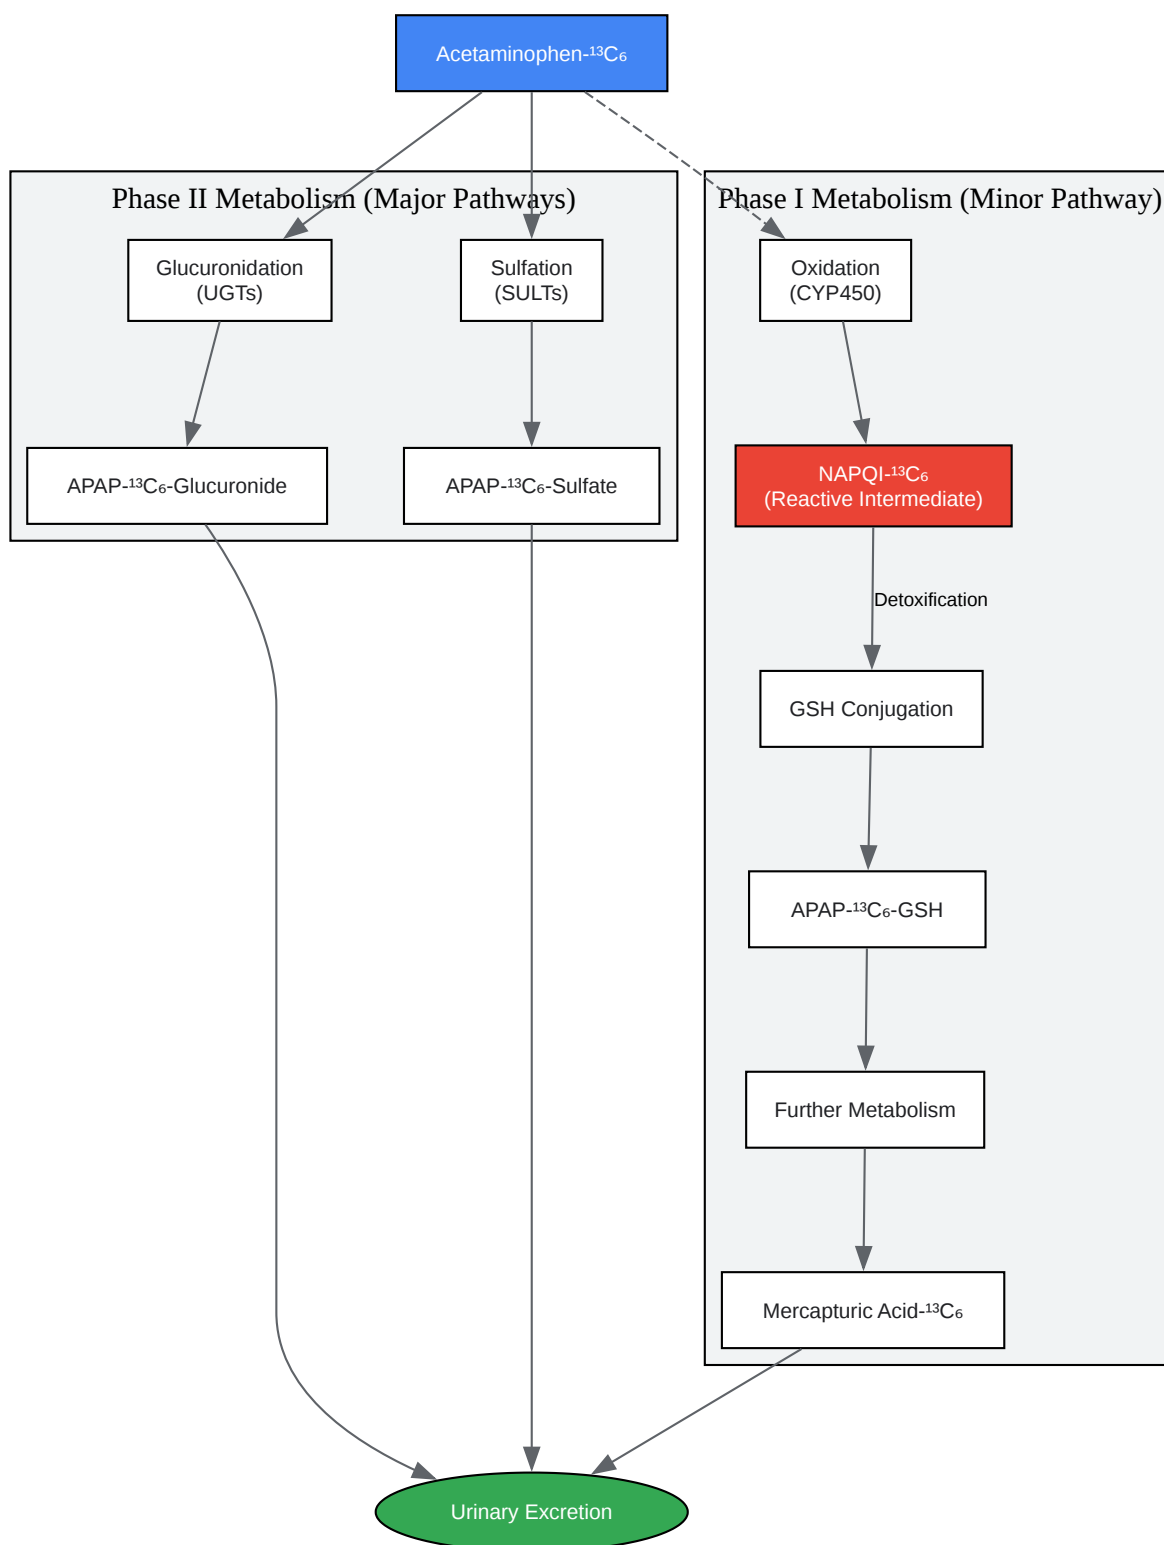 Acetaminophen-¹³C₆
Phase II Metabolism (Major Pathways)
Phase I Metabolism (Minor Pathway)
Glucuronidation
(UGTs)
Sulfation
(SULTs)
Oxidation
(CYP450)
APAP-¹³C₆-Glucuronide
APAP-¹³C₆-Sulfate
NAPQI-¹³C₆
(Reactive Intermediate)
Detoxification
GSH Conjugation
APAP-¹³C₆-GSH
Further Metabolism
Mercapturic Acid-¹³C₆
Urinary Excretion